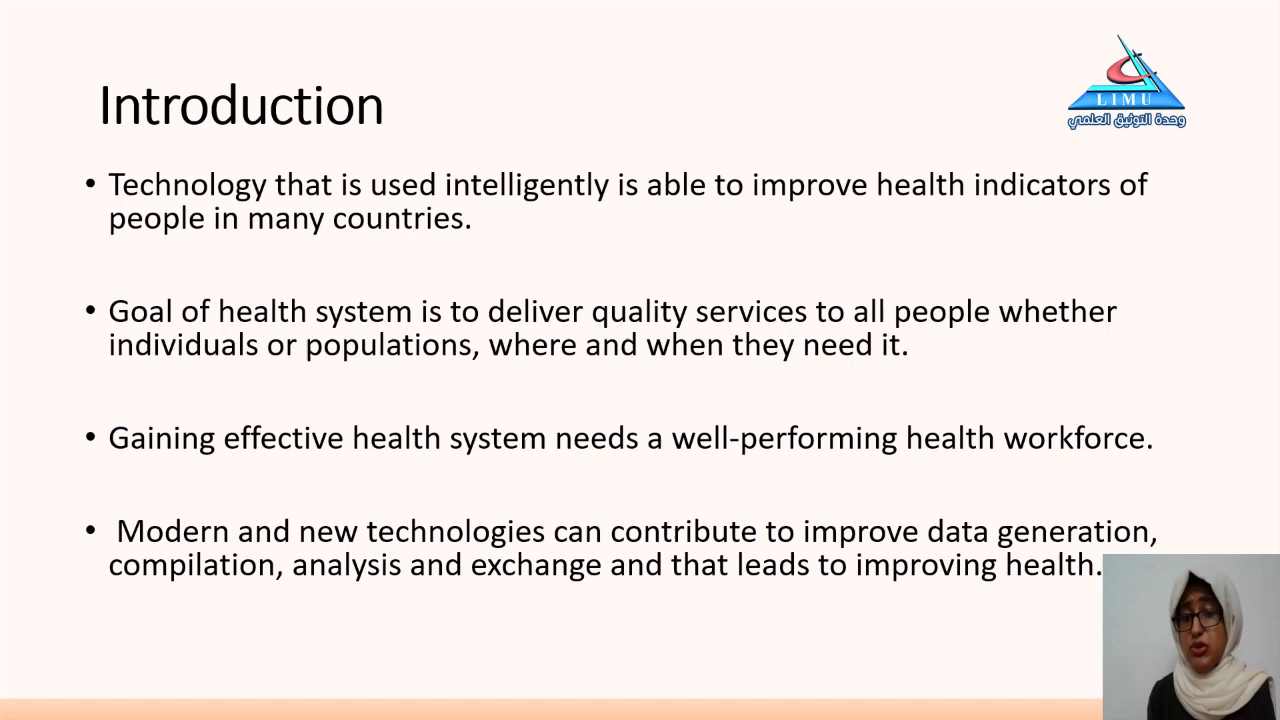 Introduction
LIMU
وحدة التوثيق العلمي
• Technology that is used intelligently is able to improve health indicators of
people in many countries.
• Goal of health system is to deliver quality services to all people whether
individuals or populations, where and when they need it.
• Gaining effective health system needs a well-performing health workforce.
• Modern and new technologies can contribute to improve data generation,
compilation, analysis and exchange and that leads to improving health.